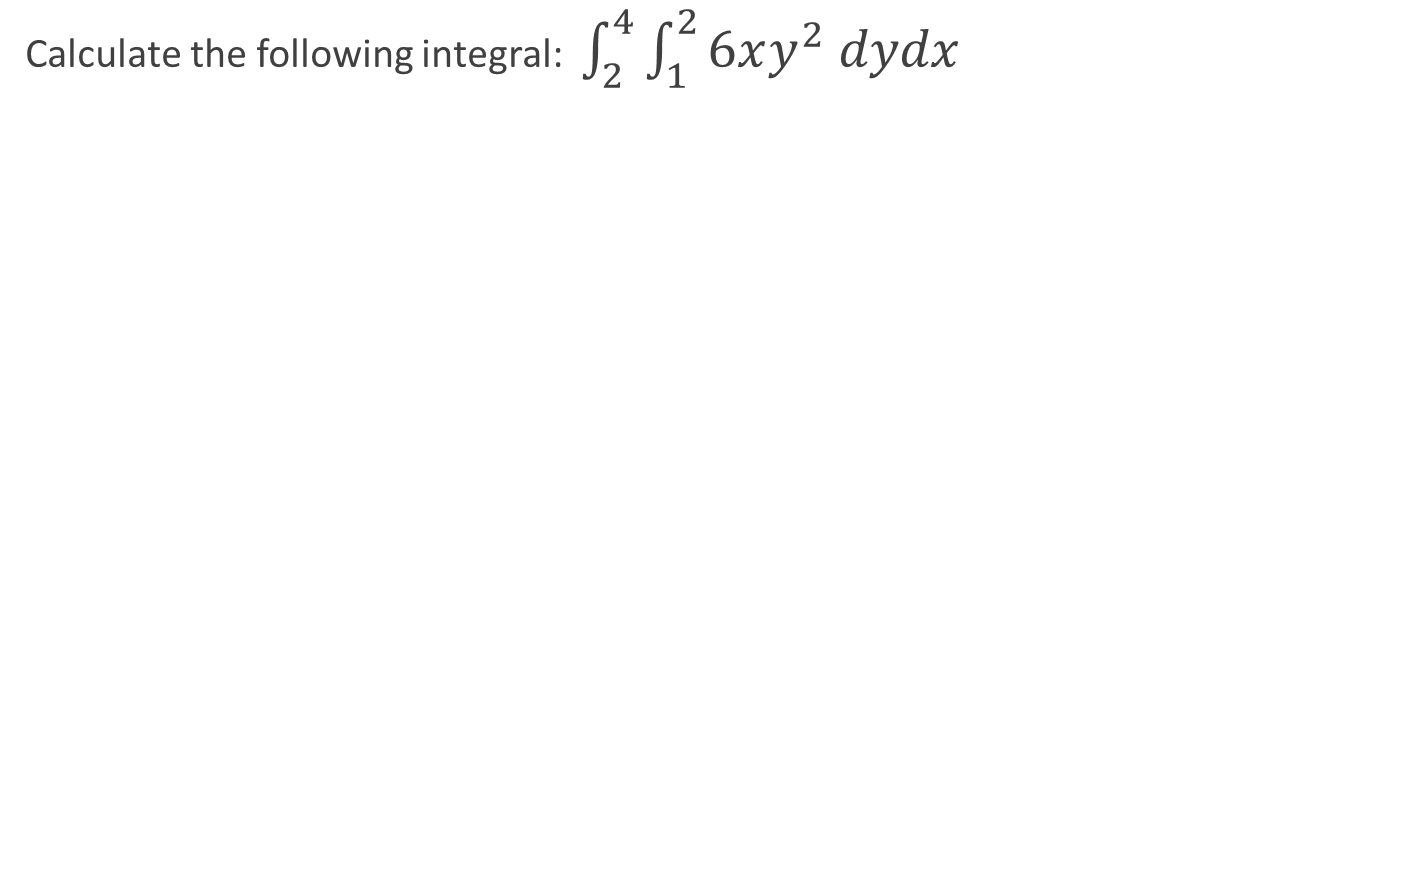 Calculate the following integral: ∫₂⁴ ∫₁² 6xy² dydx